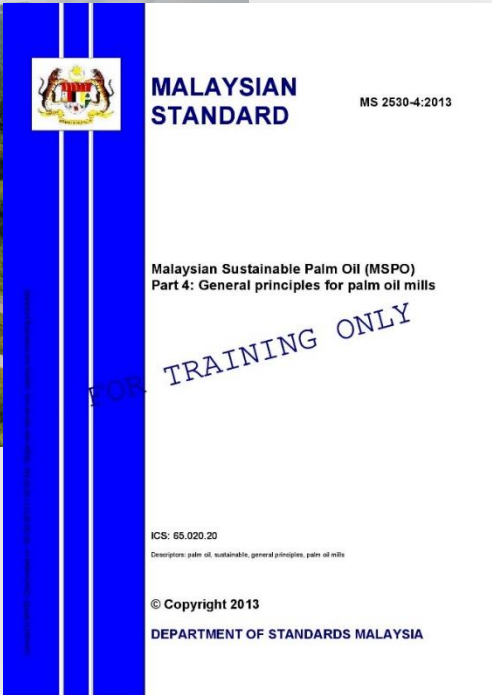 MALAYSIAN
STANDARD
MS 2530-4:2013
Malaysian Sustainable Palm Oil (MSPO)
Part 4: General principles for palm oil mills
FOR TRAINING ONLY
ICS: 65.020.20
Descriptors: palm oil, sustainable, general principles, palm oil mills
© Copyright 2013
DEPARTMENT OF STANDARDS MALAYSIA